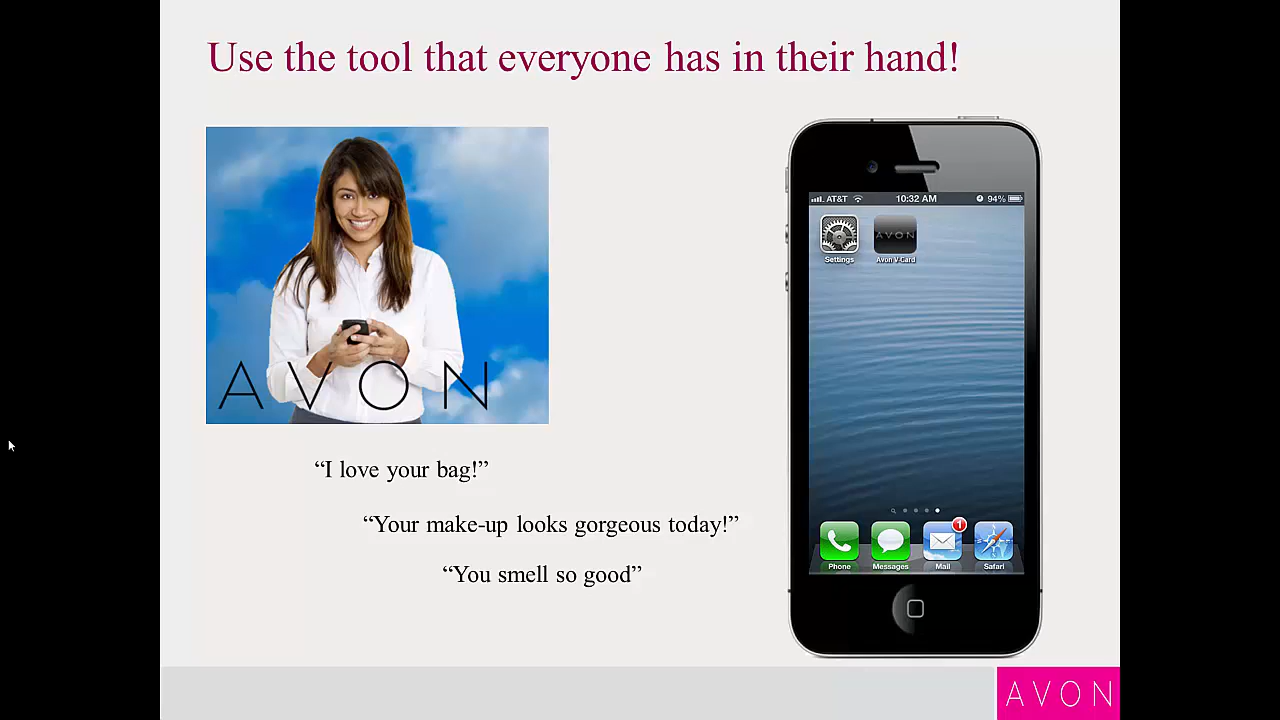 Use the tool that everyone has in their hand!
AVON
“I love your bag!”
“Your make-up looks gorgeous today!”
“You smell so good”
AT&T 10:32 AM 94%
AVON
Settings Avon V-Card
1
Phone Messages Mail Safari
AVON